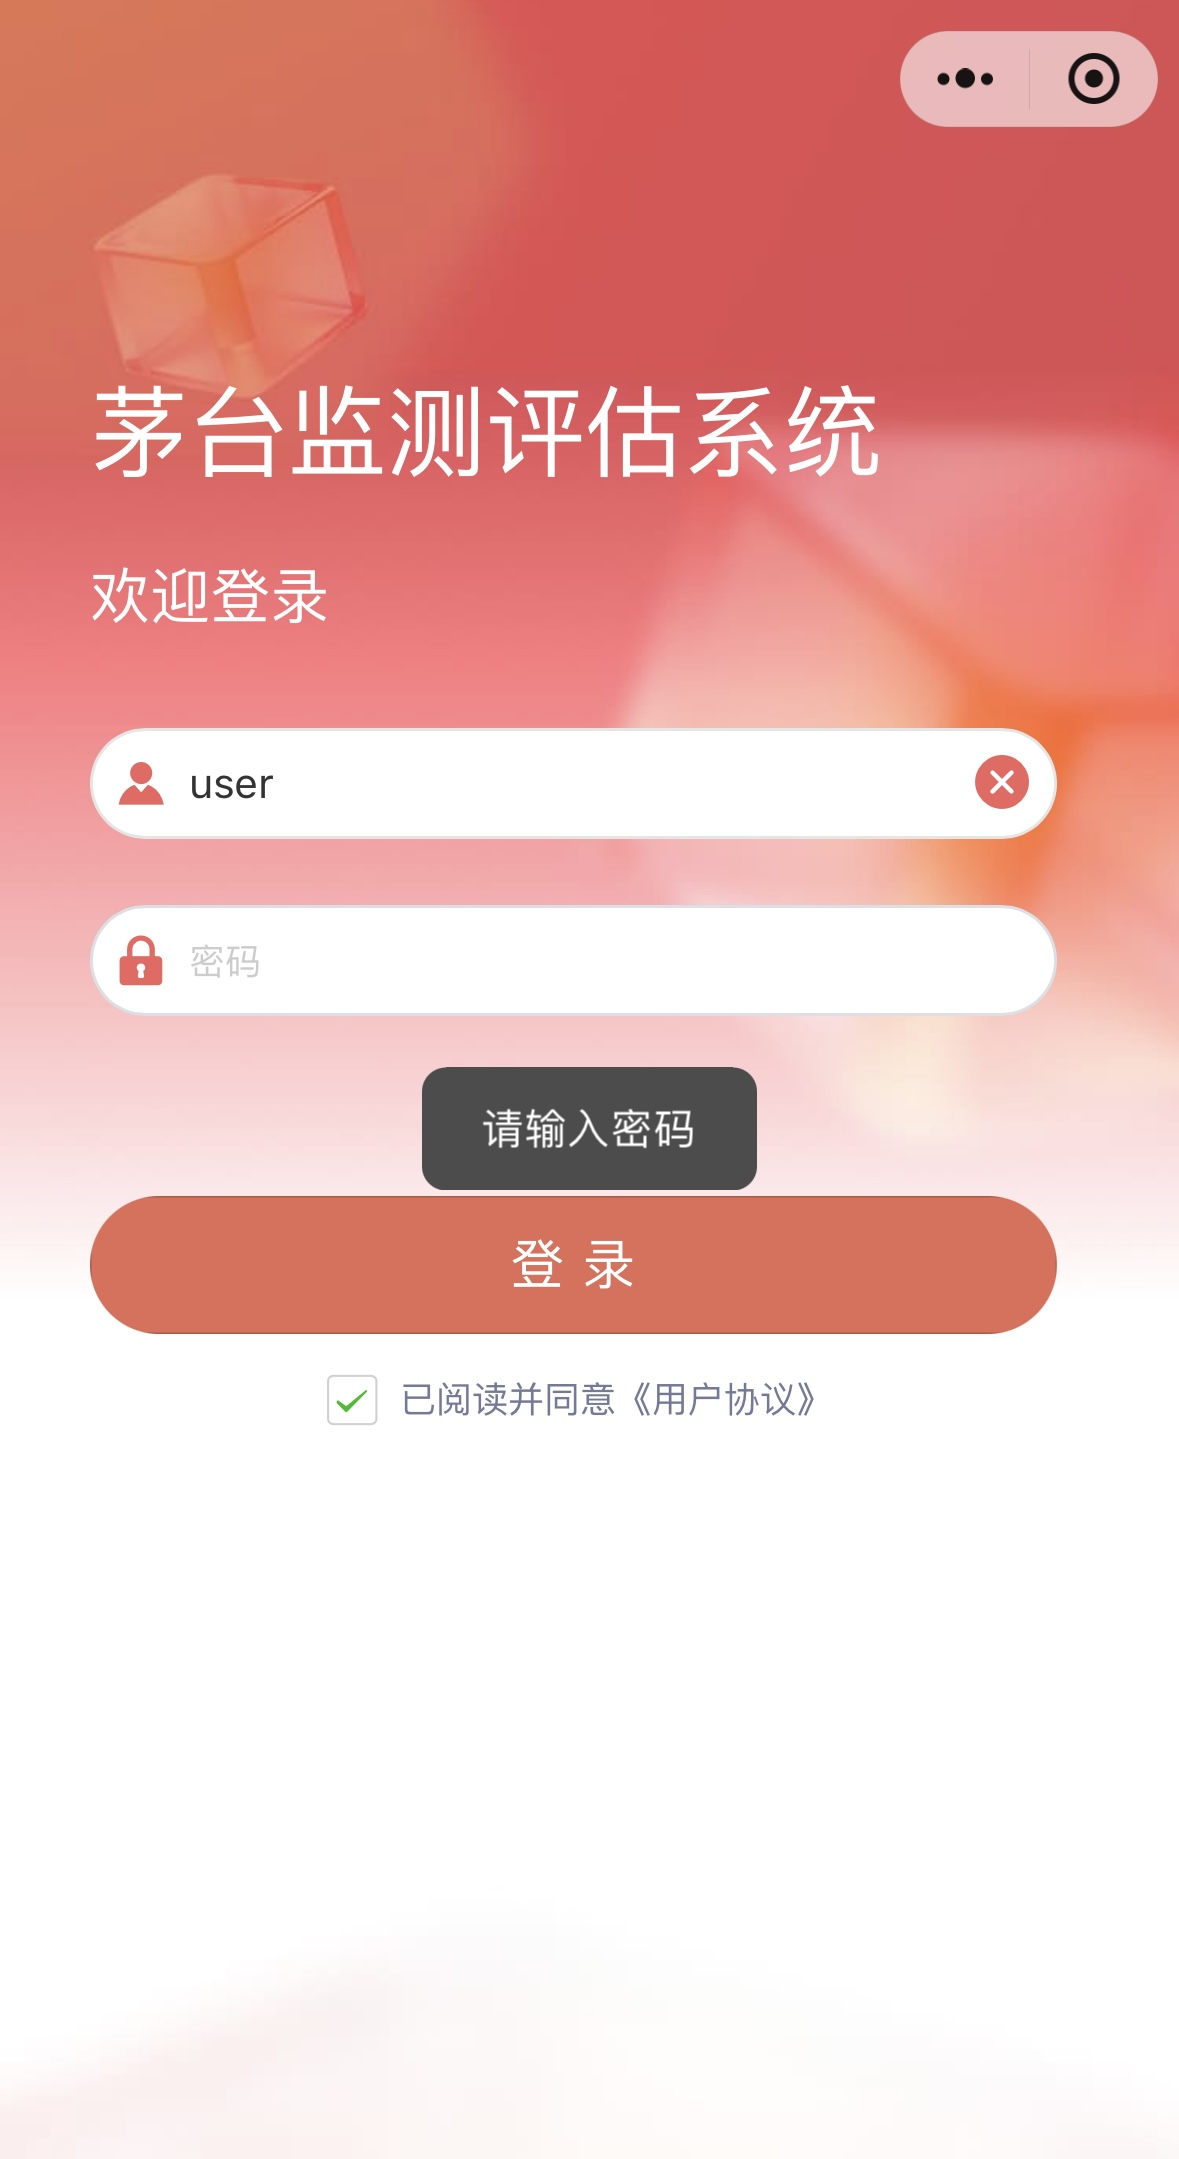 茅台监测评估系统
欢迎登录
user
密码
请输入密码
登 录
已阅读并同意《用户协议》